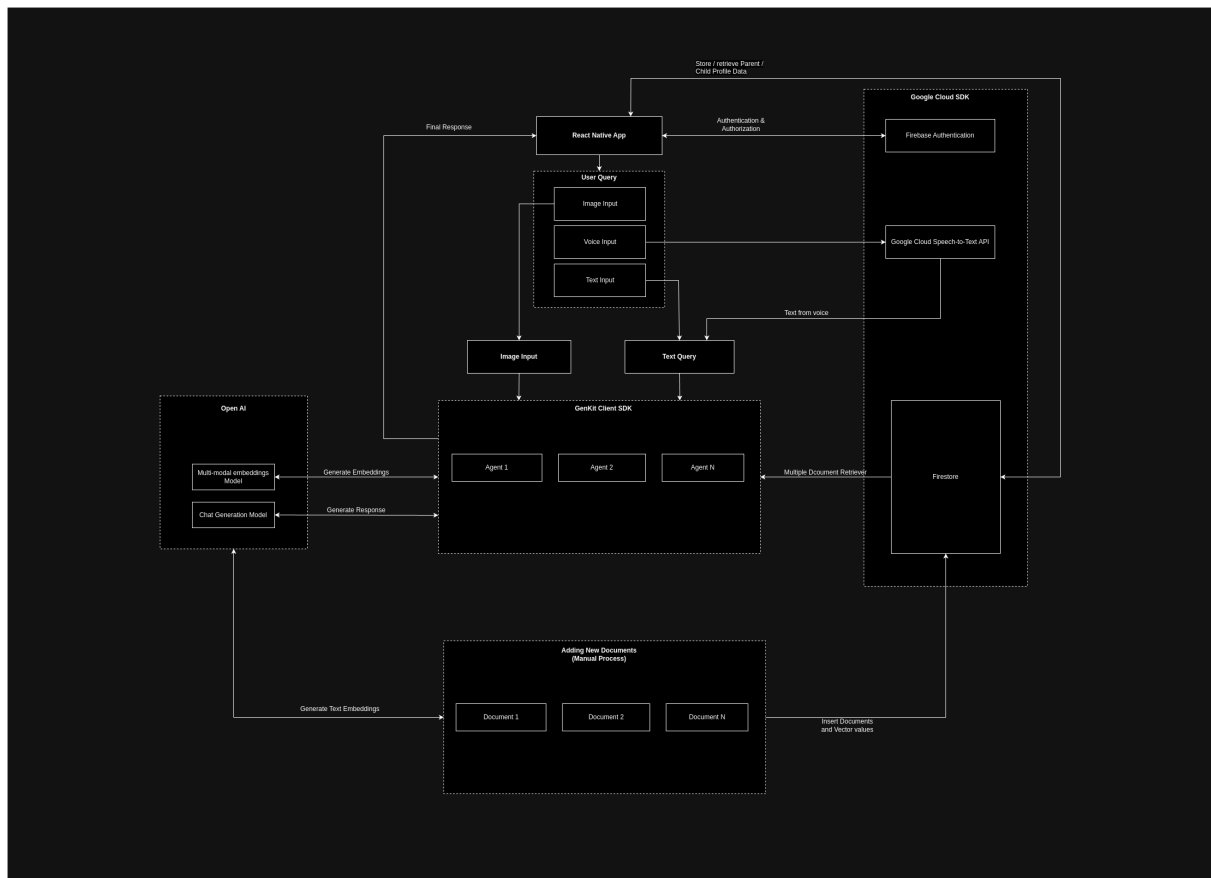 Store / retrieve Parent /
Child Profile Data
Google Cloud SDK
Final Response
React Native App
Authentication &
Authorization
Firebase Authentication
User Query
Image Input
Voice Input
Google Cloud Speech-to-Text API
Text Input
Text from voice
Image Input
Text Query
Open AI
GenKit Client SDK
Multi-modal embeddings
Model
Generate Embeddings
Agent 1
Agent 2
Agent N
Multiple Dcoument Retriever
Firestore
Chat Generation Model
Generate Response
Adding New Documents
(Manual Process)
Generate Text Embeddings
Document 1
Document 2
Document N
Insert Documents
and Vector values